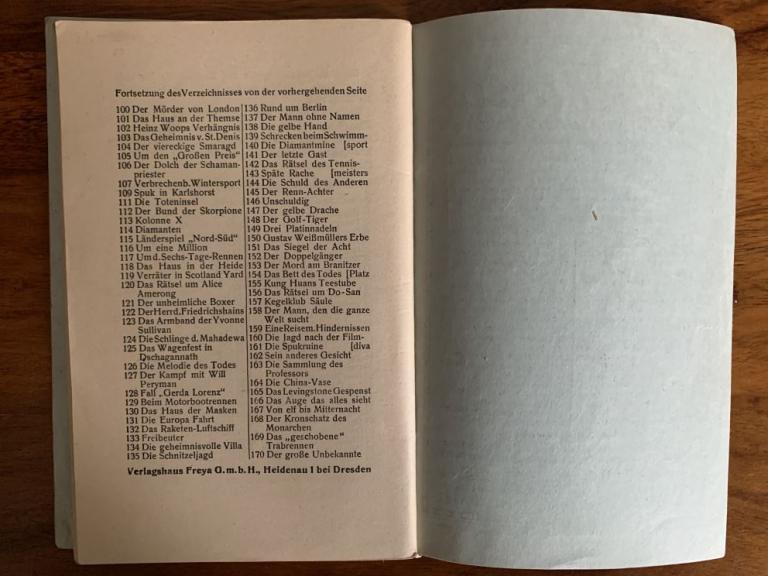 Fortsetzung des Verzeichnisses von der vorhergehenden Seite
100 Der Mörder von London
101 Das Haus an der Themse
102 Heinz Woops Verhängnis
103 Das Geheimnis v. St. Denis
104 Der viereckige Smaragd
105 Um den „Großen Preis“
106 Der Dolch der Schaman-
priester
107 Verbrechen b. Wintersport
109 Spuk in Karlshorst
111 Die Toteninsel
112 Der Bund der Skorpione
113 Kolonne X
114 Diamanten
115 Länderspiel „Nord-Süd“
116 Um eine Million
117 Um d. Sechs-Tage-Rennen
118 Das Haus in der Heide
119 Verräter in Scotland Yard
120 Das Rätsel um Alice
Amerong
121 Der unheimliche Boxer
122 Der Herr d. Friedrichshains
123 Das Armband der Yvonne
Sullivan
124 Die Schlinge d. Mahadewa
125 Das Wagenfest in
Dschagannath
126 Die Melodie des Todes
127 Der Kampf mit Will
Peryman
128 Fall „Gerda Lorenz“
129 Beim Motorbootrennen
130 Das Haus der Masken
131 Die Europa Fahrt
132 Das Raketen-Luftschiff
133 Freibeuter
134 Die geheimnisvolle Villa
135 Die Schnitzeljagd
136 Rund um Berlin
137 Der Mann ohne Namen
138 Die gelbe Hand
139 Schrecken beim Schwimm-
140 Die Diamantmine [sport
141 Der letzte Gast
142 Das Rätsel des Tennis-
143 Späte Rache [meisters
144 Die Schuld des Anderen
145 Der Renn-Achter
146 Unschuldig
147 Der gelbe Drache
148 Der Golf-Tiger
149 Drei Platinnadeln
150 Gustav Weißmüllers Erbe
151 Das Siegel der Acht
152 Der Doppelgänger
153 Der Mord am Branitzer
154 Das Bett des Todes [Platz
155 Kung Huans Teestube
156 Das Rätsel um Do-San
157 Kegelklub Säule
158 Der Mann, den die ganze
Welt sucht
159 Eine Reise m. Hindernissen
160 Die Jagd nach der Film-
161 Die Spukruine [diva
162 Sein anderes Gesicht
163 Die Sammlung des
Professors
164 Die China-Vase
165 Das Levingstone Gespenst
166 Das Auge das alles sieht
167 Von elf bis Mitternacht
168 Der Kronschatz des
Monarchen
169 Das „geschobene“
Trabrennen
170 Der große Unbekannte
Verlagshaus Freya G. m. b. H., Heidenau 1 bei Dresden